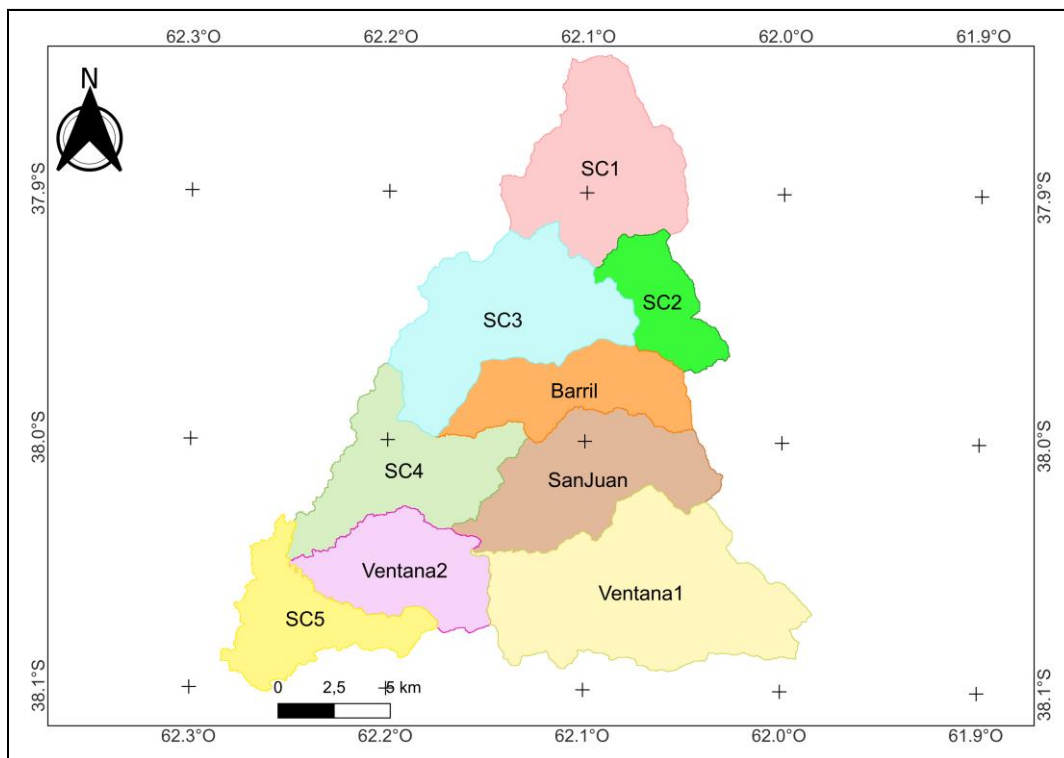 62.3°O 62.2°O 62.1°O 62.0°O 61.9°O
N
37.9°S 37.9°S
SC1
SC2
SC3
Barril
38.0°S 38.0°S
SC4
SanJuan
Ventana2
Ventana1
SC5
38.1°S 38.1°S
0 2,5 5 km
62.3°O 62.2°O 62.1°O 62.0°O 61.9°O